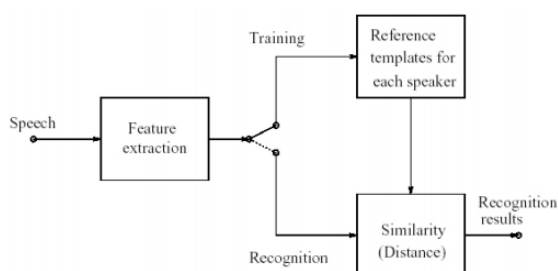 Training
Reference
templates for
each speaker
Speech
Feature
extraction
Recognition
Similarity
(Distance)
Recognition
results